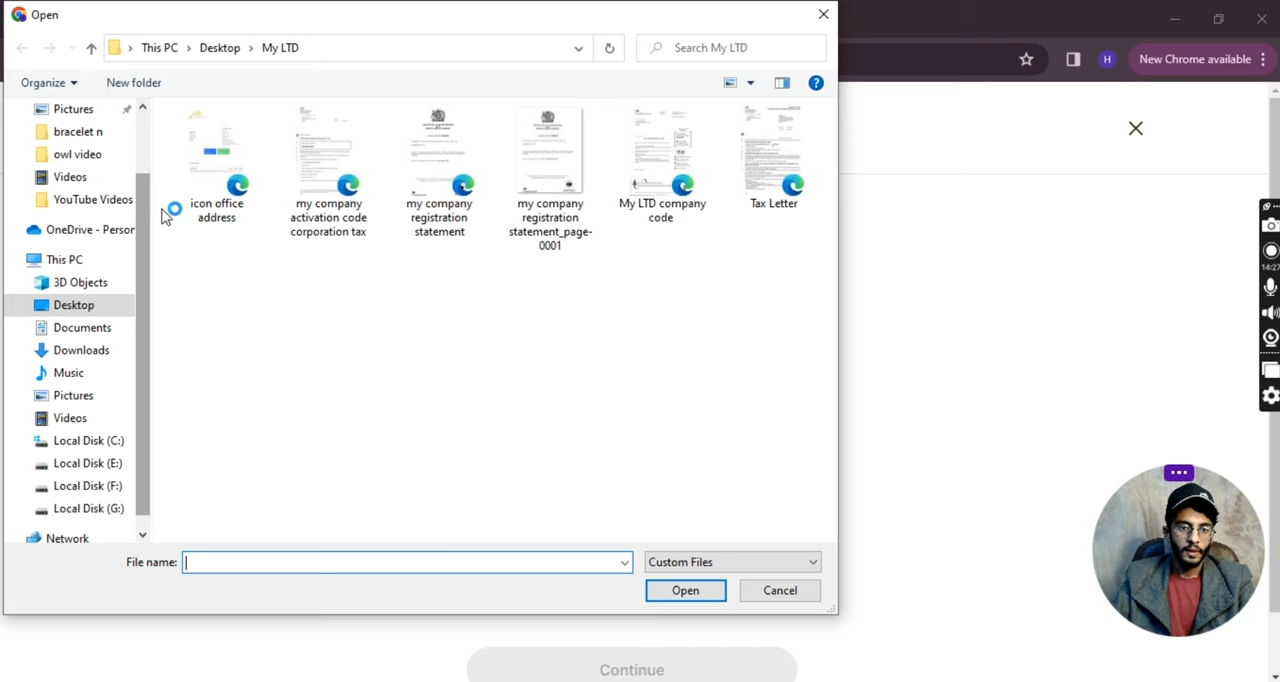 Open
This PC
Desktop
My LTD
Search My LTD
New Chrome available
H
Organize
New folder
Pictures
bracelet n
owl video
Videos
YouTube Videos
OneDrive - Person
This PC
3D Objects
Desktop
Documents
Downloads
Music
Pictures
Videos
Local Disk (C:)
Local Disk (E:)
Local Disk (F:)
Local Disk (G:)
Network
icon office
address
my company
activation code
corporation tax
my company
registration
statement
my company
registration
statement_page-
0001
My LTD company
code
Tax Letter
14:27
File name:
Custom Files
Open
Cancel
Continue